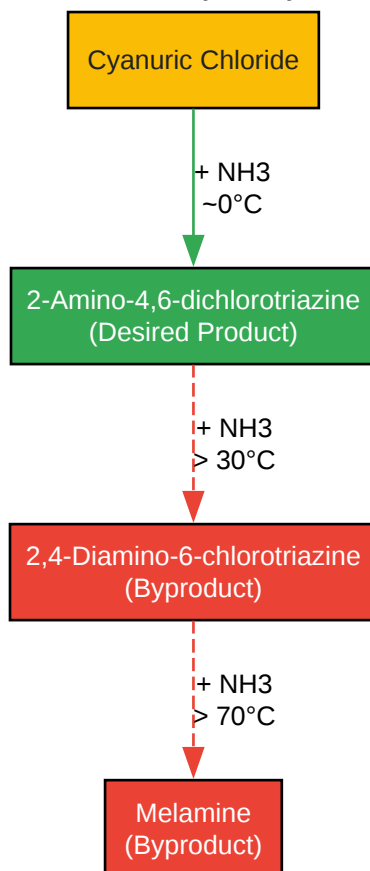 Cyanuric Chloride
+ NH3
~0°C
2-Amino-4,6-dichlorotriazine
(Desired Product)
+ NH3
> 30°C
2,4-Diamino-6-chlorotriazine
(Byproduct)
+ NH3
> 70°C
Melamine
(Byproduct)